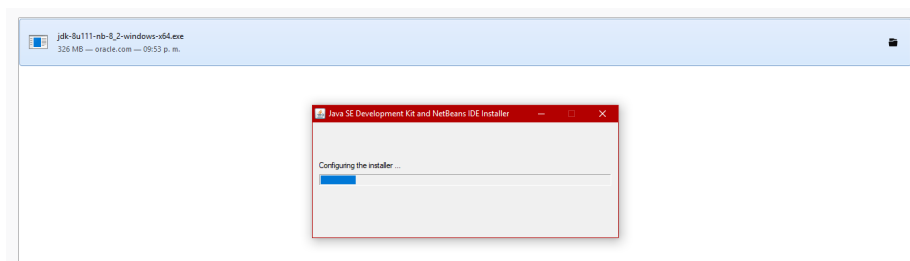 jdk-8u111-nb-8_2-windows-x64.exe
326 MB — oracle.com — 09:53 p. m.
Java SE Development Kit and NetBeans IDE Installer
Configuring the installer ...